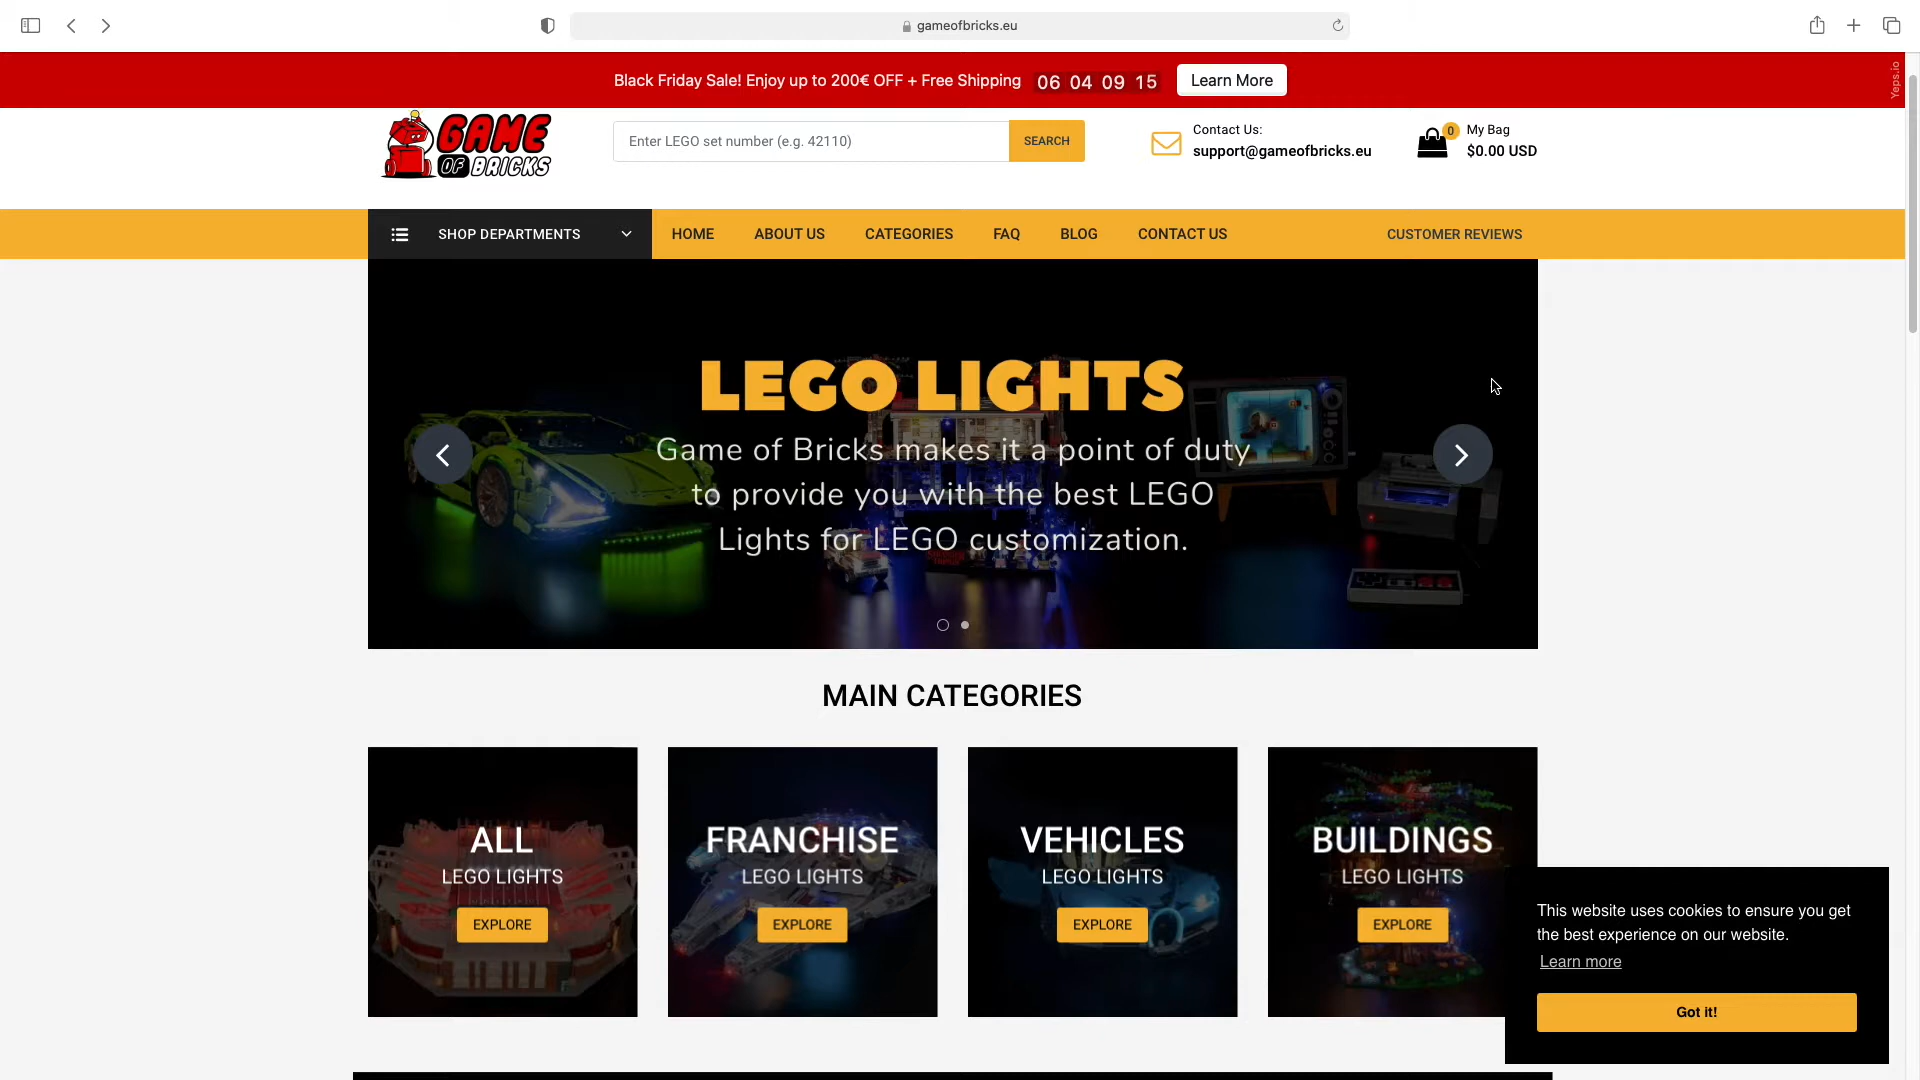 gameofbricks.eu
Black Friday Sale! Enjoy up to 200€ OFF + Free Shipping 06 04 09 15 Learn More
Yeps.io
GAME OF BRICKS
Enter LEGO set number (e.g. 42110) SEARCH
Contact Us:
support@gameofbricks.eu
0 My Bag
$0.00 USD
SHOP DEPARTMENTS HOME ABOUT US CATEGORIES FAQ BLOG CONTACT US CUSTOMER REVIEWS
LEGO LIGHTS
Game of Bricks makes it a point of duty
to provide you with the best LEGO
Lights for LEGO customization.
MAIN CATEGORIES
ALL
LEGO LIGHTS
EXPLORE
FRANCHISE
LEGO LIGHTS
EXPLORE
VEHICLES
LEGO LIGHTS
EXPLORE
BUILDINGS
LEGO LIGHTS
EXPLORE
This website uses cookies to ensure you get
the best experience on our website.
Learn more
Got it!